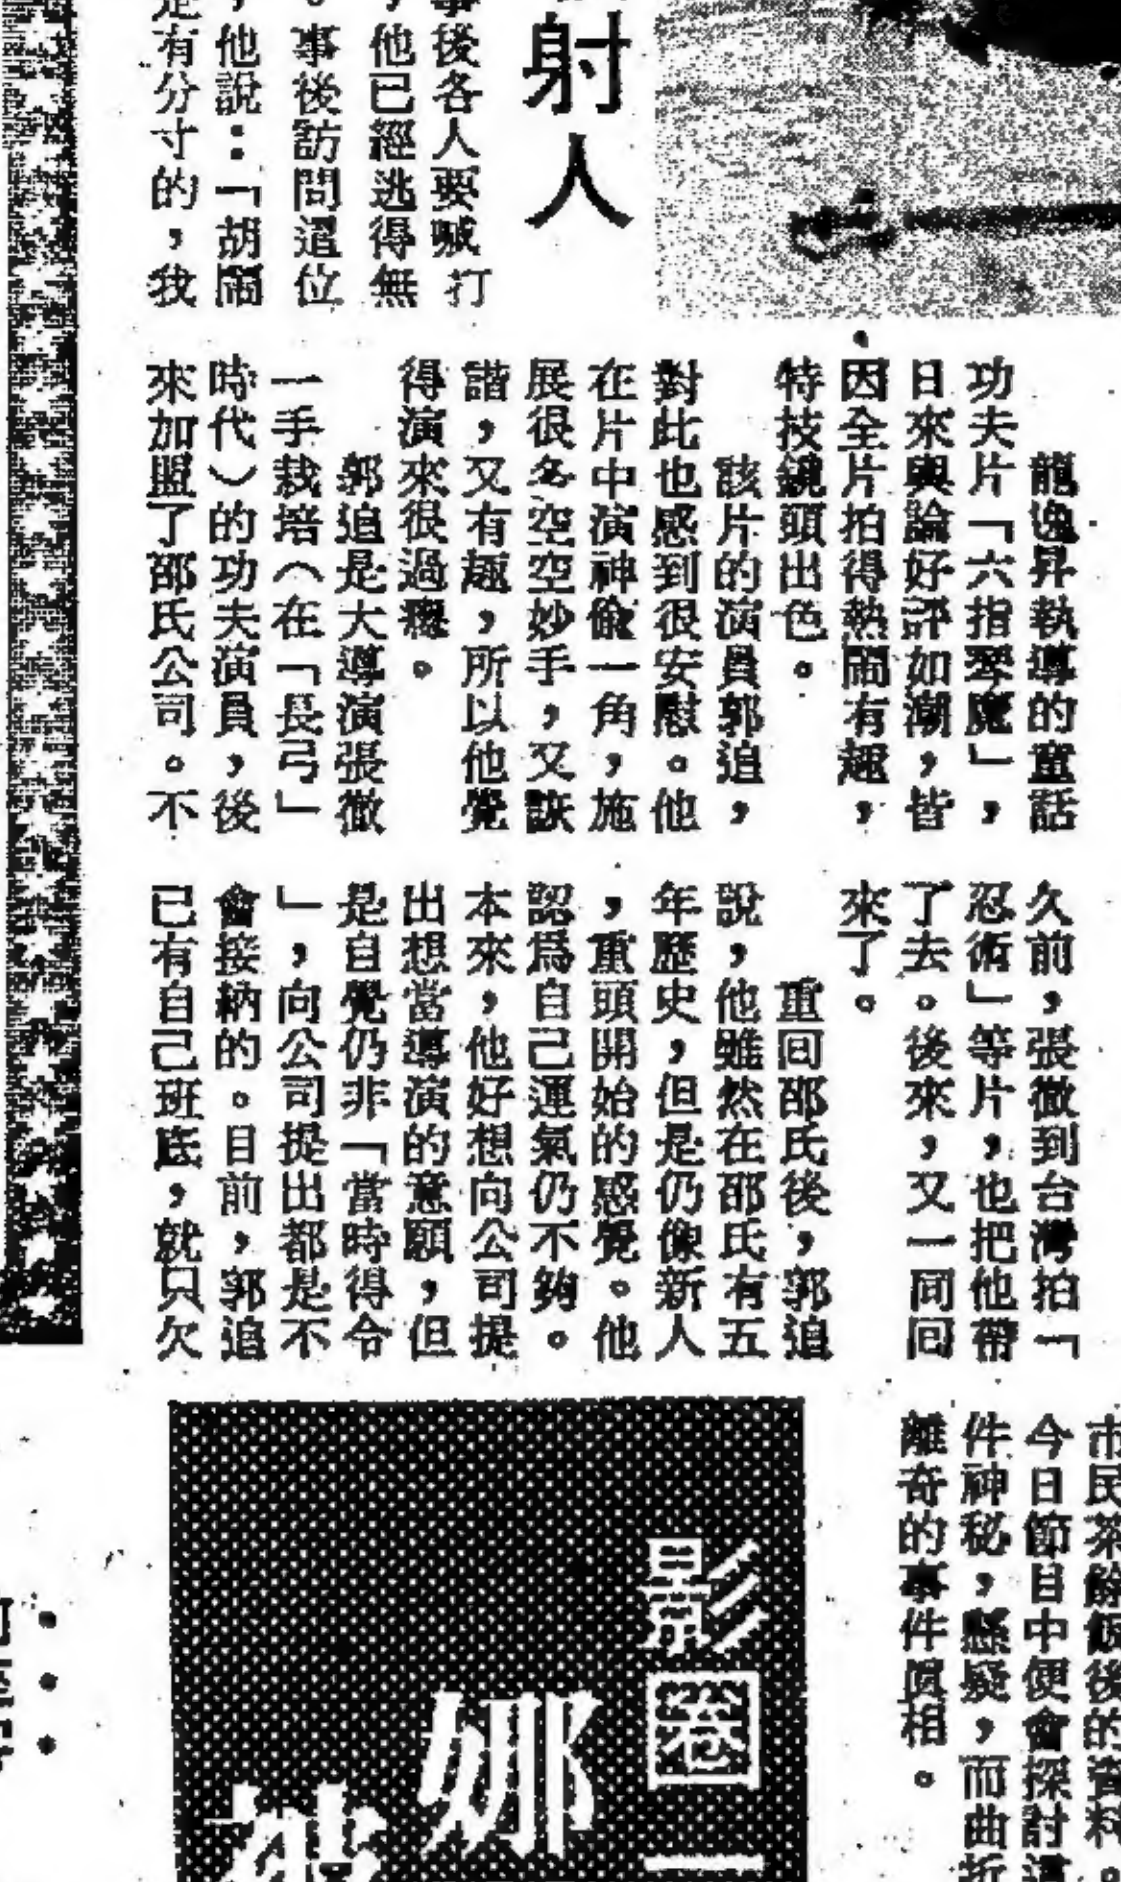 射人
事後各人要喊打
，他已經逃得無
。事後訪問這位
，他說：「胡鬧
是有分寸的，我
龍逸昇執導的童話
功夫片「六指琴魔」，
日來輿論好評如潮，皆
因全片拍得熱鬧有趣，
特技鏡頭出色。
該片的演員郭追，
對此也感到很安慰。他
在片中演神偷一角，施
展很多空空妙手，又詼
諧，又有趣，所以他覺
得演來很過癮。
郭追是大導演張徹
一手栽培（在「長弓」
時代）的功夫演員，後
來加盟了邵氏公司。不
久前，張徹到台灣拍「
忍術」等片，也把他帶
了去。後來，又一同回
來了。
重回邵氏後，郭追
說，他雖然在邵氏有五
年歷史，但是仍像新人
，重頭開始的感覺。他
認為自己運氣仍不夠。
本來，他好想向公司提
出想當導演的意願，但
是自覺仍非「當時得令
」，向公司提出都是不
會接納的。目前，郭追
已有自己班底，就只欠
市民茶餘飯後的資料。
今日節目中便會探討這
件神秘，懸疑，而曲折
離奇的事件眞相。
影圈一
娜